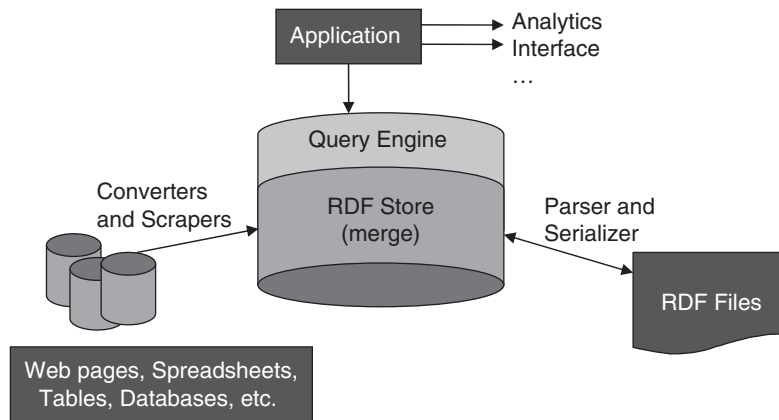 Application
Analytics
Interface
…
Query Engine
Converters
and Scrapers
RDF Store
(merge)
Parser and
Serializer
RDF Files
Web pages, Spreadsheets,
Tables, Databases, etc.